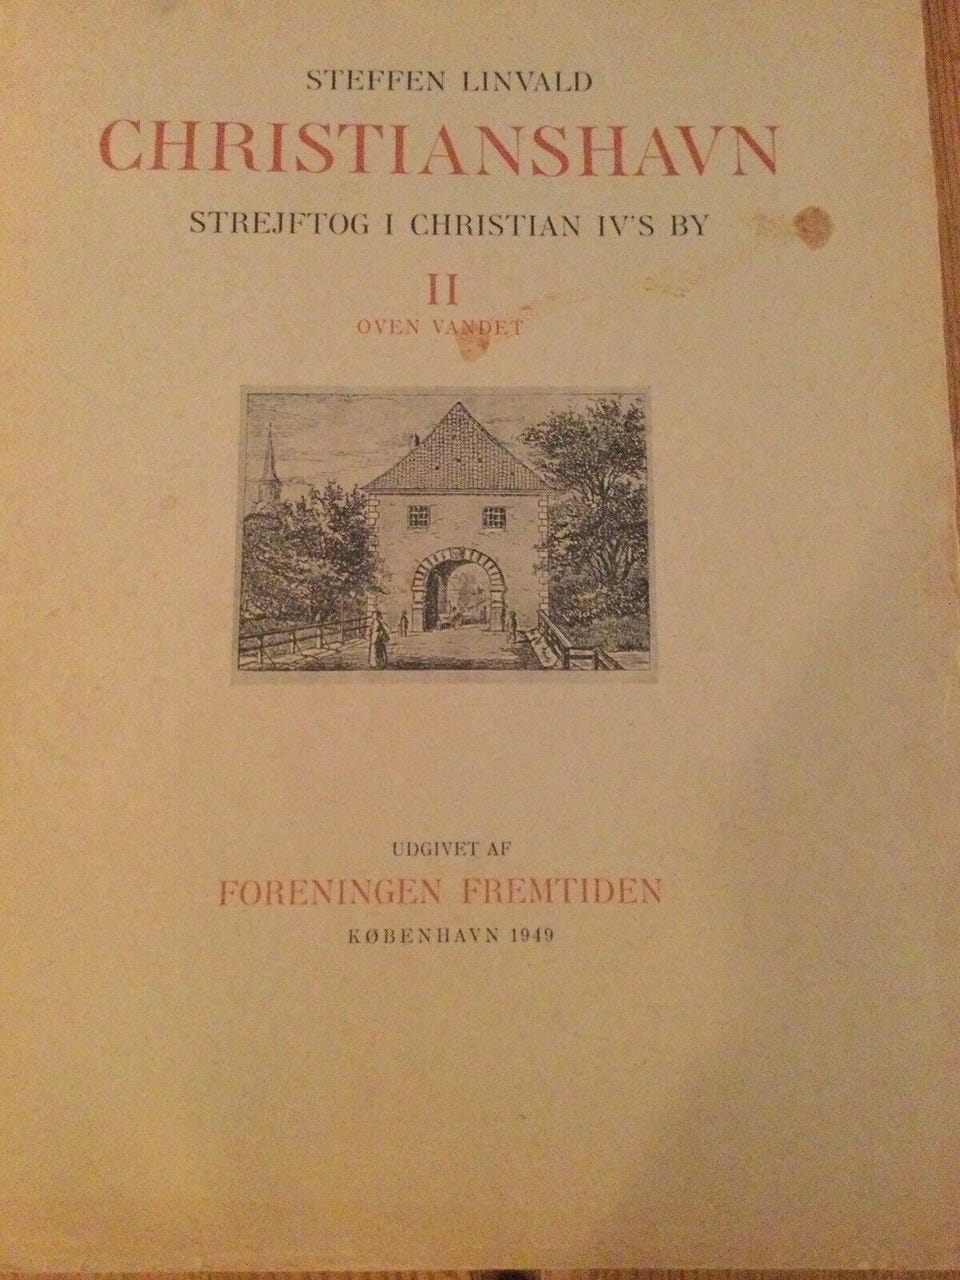 STEFFEN LINVALD
CHRISTIANSHAVN
STREJFTOG I CHRISTIAN IV'S BY
II
OVEN VANDET
UDGIVET AF
FORENINGEN FREMTIDEN
KØBENHAVN 1949